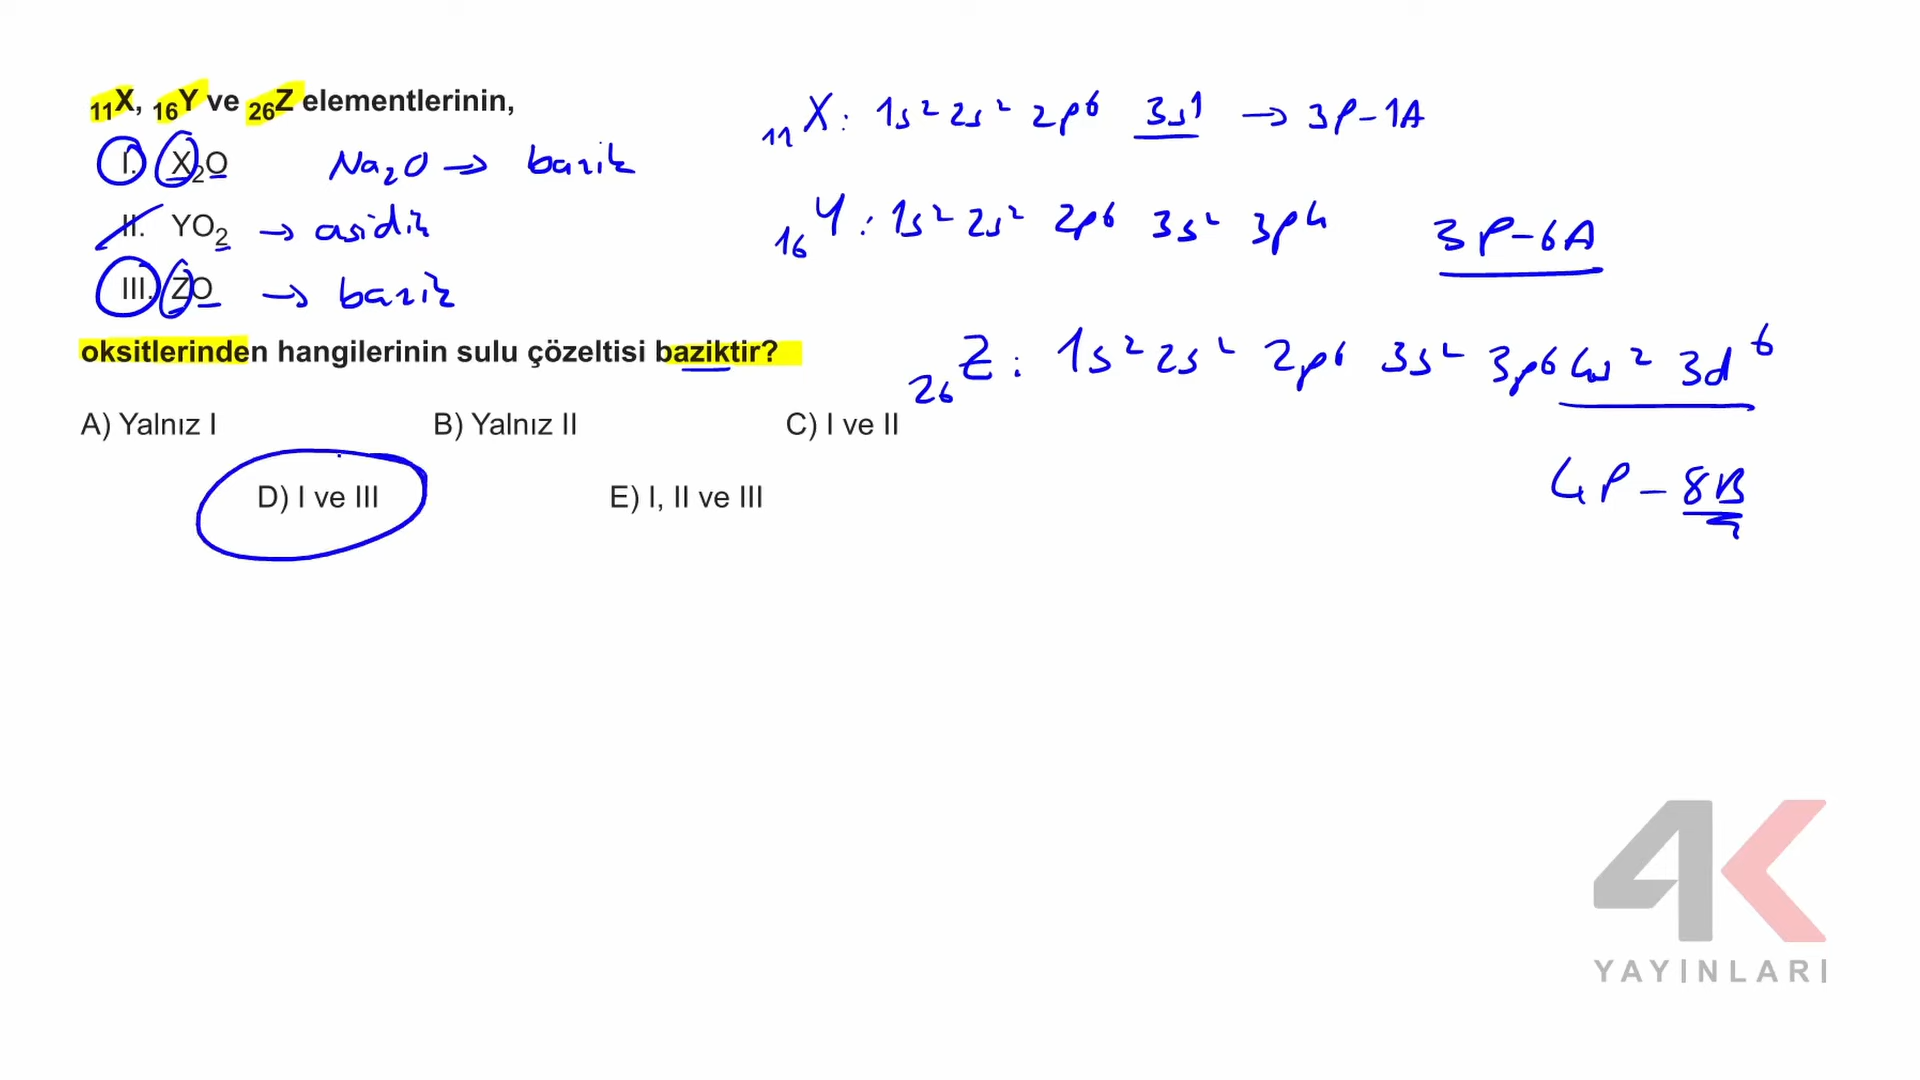 ₁₁X, ₁₆Y ve ₂₆Z elementlerinin,
I. X₂O Na₂O → bazik
II. YO₂ → asidik
III. ZO → bazik
oksitlerinden hangilerinin sulu çözeltisi baziktir?
A) Yalnız I B) Yalnız II C) I ve II
D) I ve III E) I, II ve III
₁₁X: 1s² 2s² 2p⁶ 3s¹ → 3P-1A
₁₆Y: 1s² 2s² 2p⁶ 3s² 3p⁴ 3P-6A
₂₆Z: 1s² 2s² 2p⁶ 3s² 3p⁶ 4s² 3d⁶
4P-8B
4K
YAYINLARI